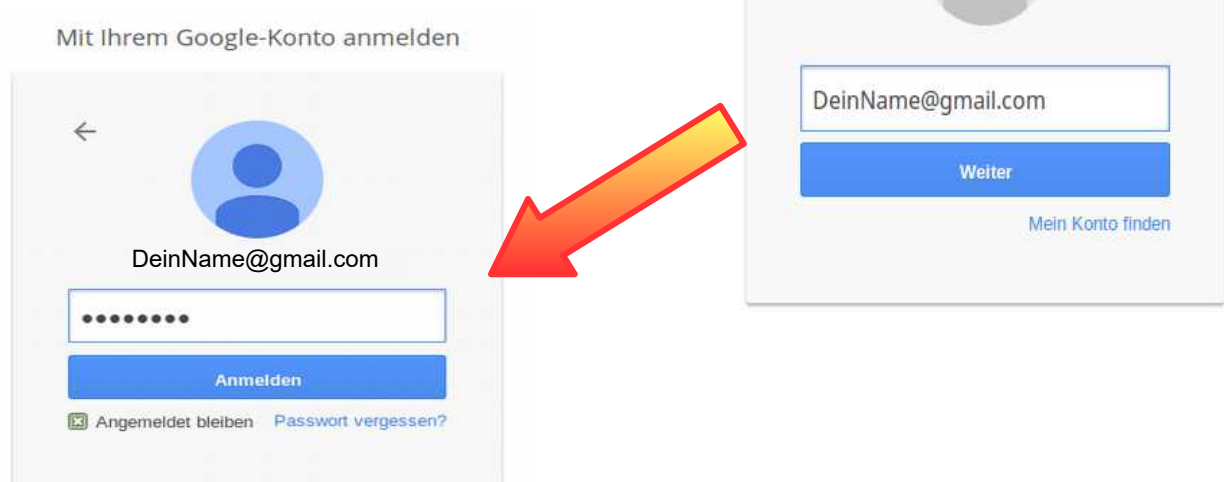 Mit Ihrem Google-Konto anmelden
DeinName@gmail.com
••••••••
Anmelden
Angemeldet bleiben Passwort vergessen?
DeinName@gmail.com
Weiter
Mein Konto finden